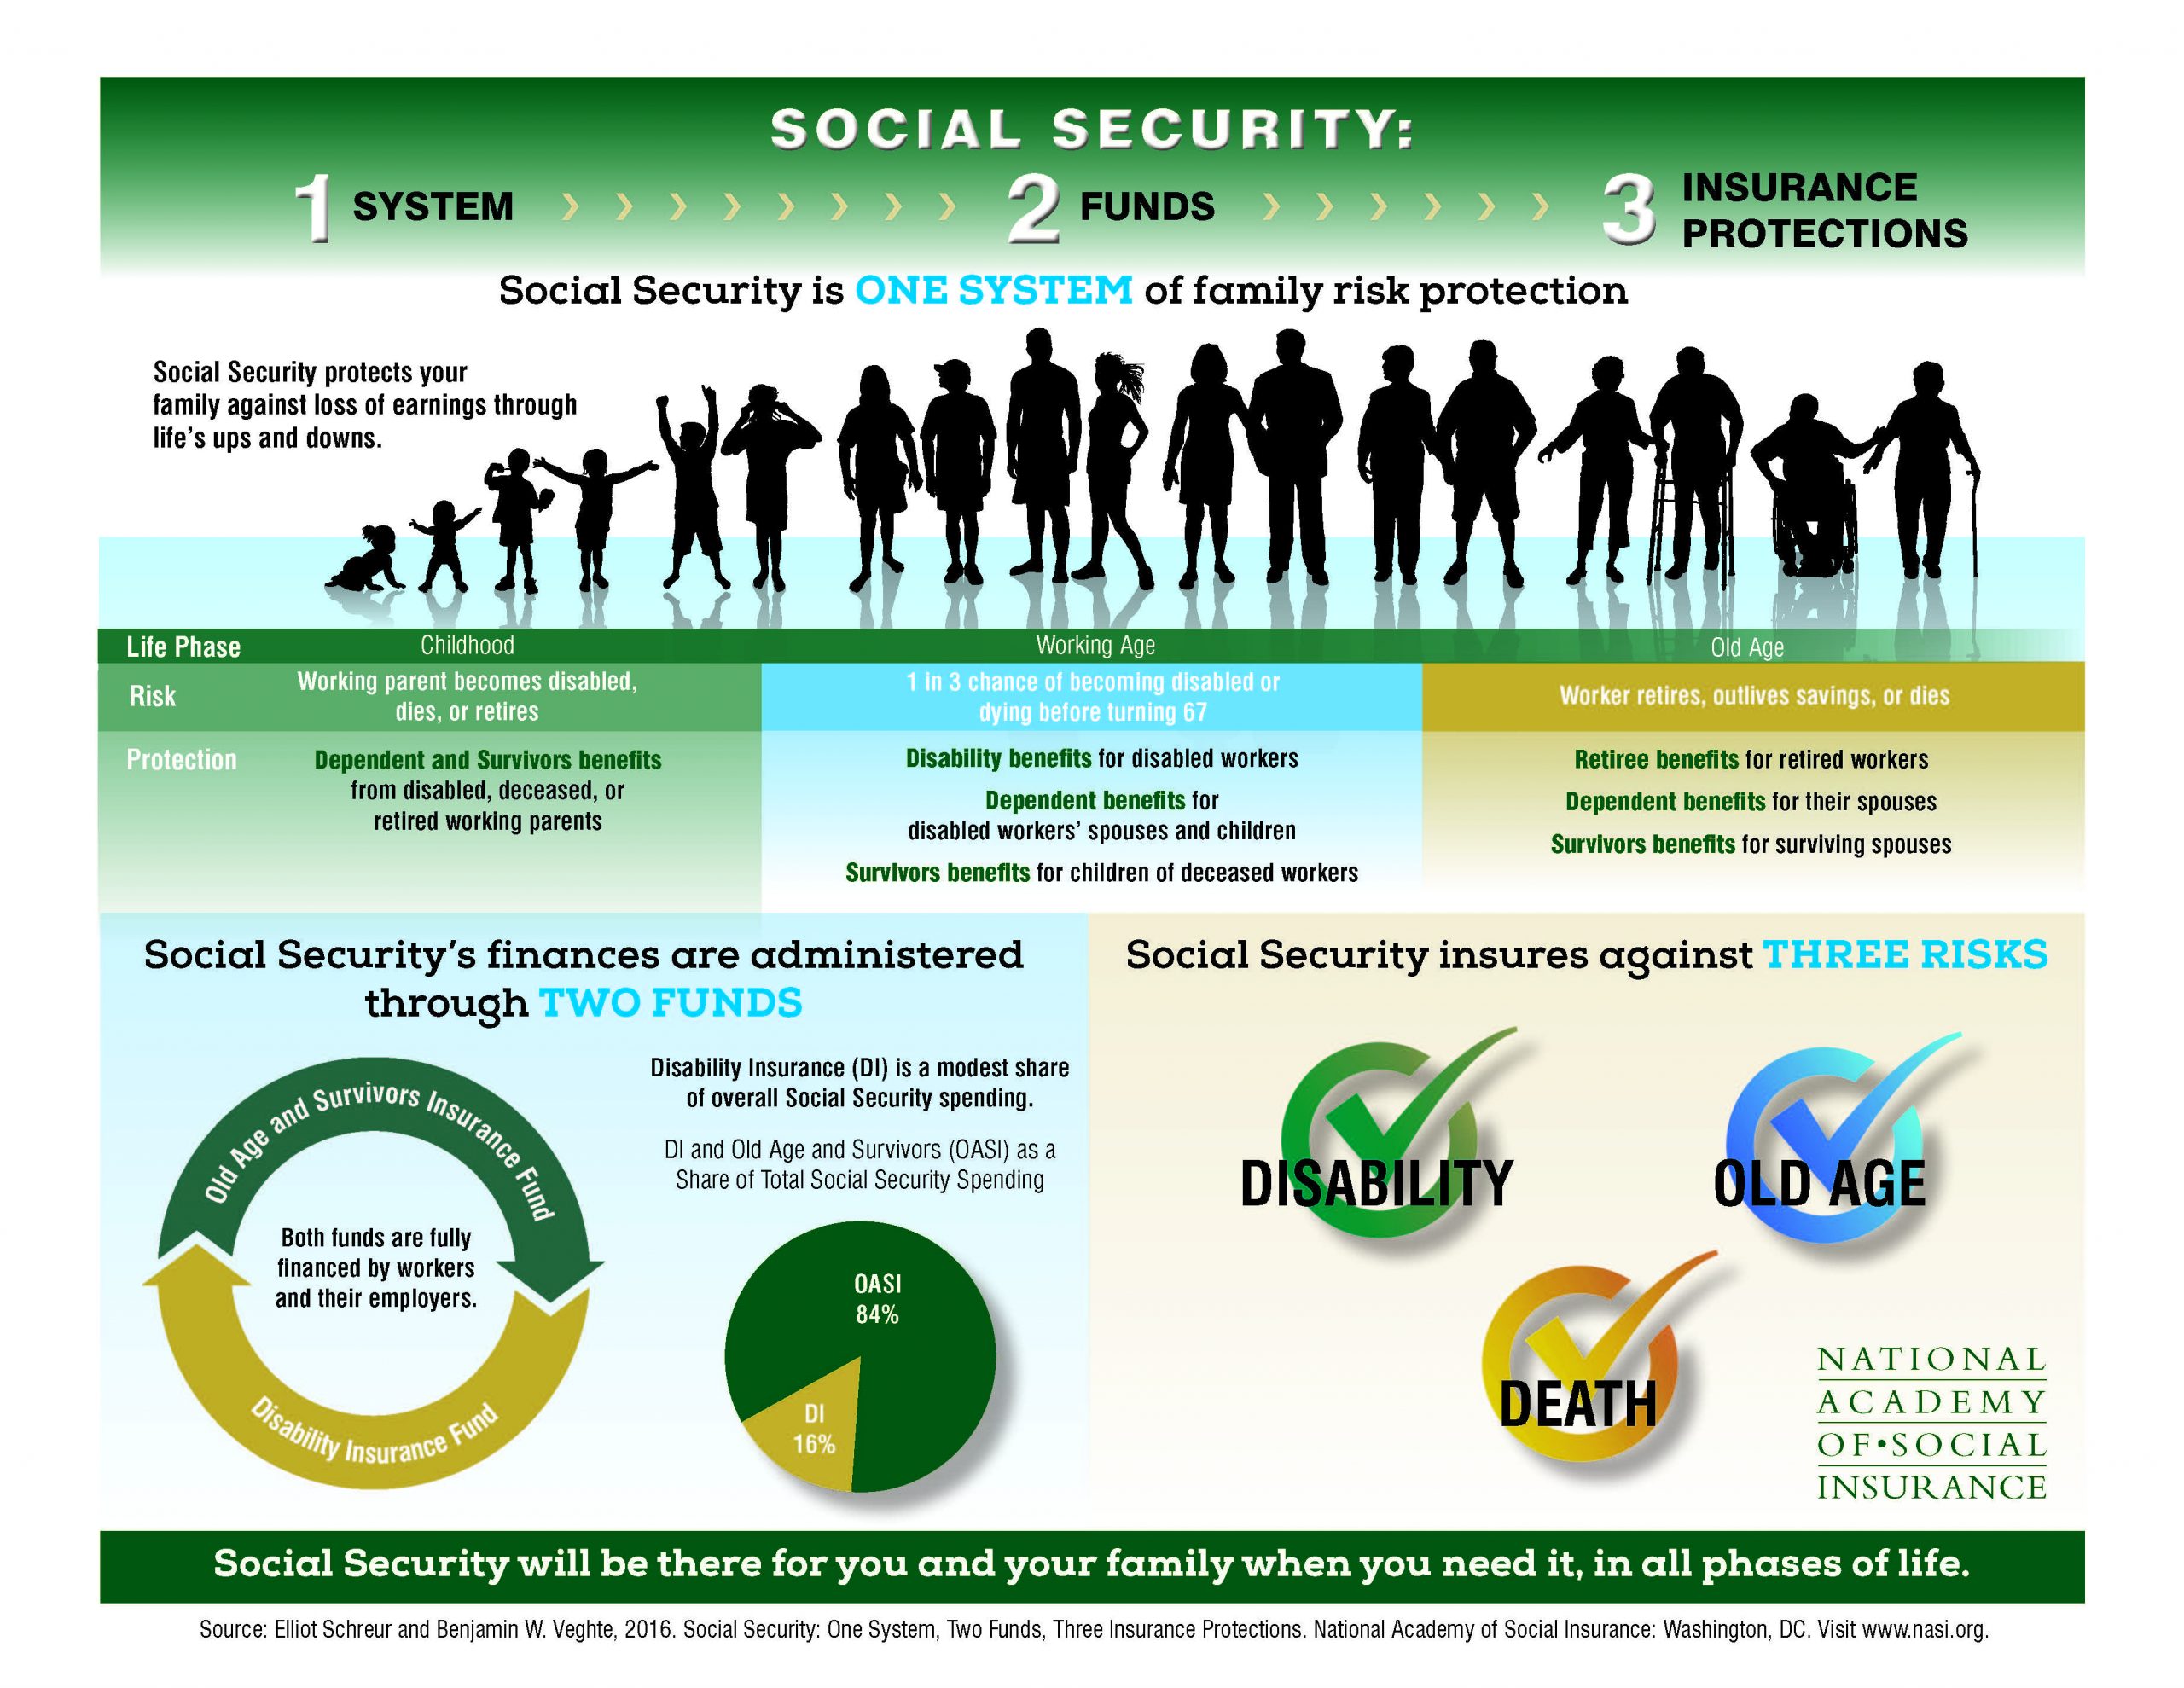 SOCIAL SECURITY:
1 SYSTEM > > > > > > > > 2 FUNDS > > > > > > 3 INSURANCE
PROTECTIONS
Social Security is ONE SYSTEM of family risk protection
Social Security protects your
family against loss of earnings through
life's ups and downs.
Life Phase
Childhood
Working Age
Old Age
Risk
Working parent becomes disabled,
dies, or retires
1 in 3 chance of becoming disabled or
dying before turning 67
Worker retires, outlives savings, or dies
Protection
Dependent and Survivors benefits
from disabled, deceased, or
retired working parents
Disability benefits for disabled workers
Dependent benefits for
disabled workers' spouses and children
Survivors benefits for children of deceased workers
Retiree benefits for retired workers
Dependent benefits for their spouses
Survivors benefits for surviving spouses
Social Security's finances are administered
through TWO FUNDS
Old Age and Survivors Insurance Fund
Both funds are fully
financed by workers
and their employers.
Disability Insurance Fund
Disability Insurance (DI) is a modest share
of overall Social Security spending.
DI and Old Age and Survivors (OASI) as a
Share of Total Social Security Spending
OASI
84%
DI
16%
Social Security insures against THREE RISKS
DISABILITY
OLD AGE
DEATH
NATIONAL
ACADEMY
OF•SOCIAL
INSURANCE
Social Security will be there for you and your family when you need it, in all phases of life.
Source: Elliot Schreur and Benjamin W. Veghte, 2016. Social Security: One System, Two Funds, Three Insurance Protections. National Academy of Social Insurance: Washington, DC. Visit www.nasi.org.